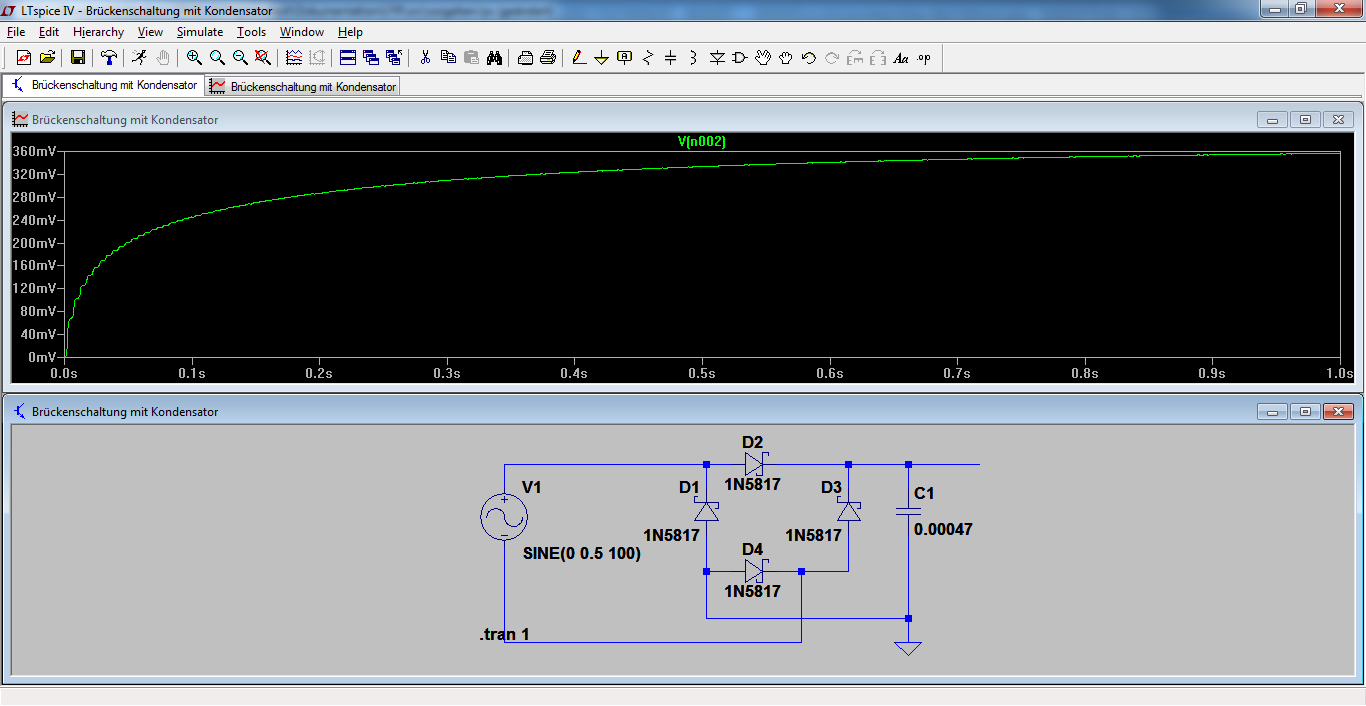 LTspice IV - Brückenschaltung mit Kondensator
File Edit Hierarchy View Simulate Tools Window Help
Aa .op
Brückenschaltung mit Kondensator Brückenschaltung mit Kondensator
Brückenschaltung mit Kondensator
V(n002)
360mV
320mV
280mV
240mV
200mV
160mV
120mV
80mV
40mV
0mV
0.0s 0.1s 0.2s 0.3s 0.4s 0.5s 0.6s 0.7s 0.8s 0.9s 1.0s
Brückenschaltung mit Kondensator
D2
V1 D1 1N5817 D3 C1
1N5817 1N5817 0.00047
SINE(0 0.5 100) D4
1N5817
.tran 1